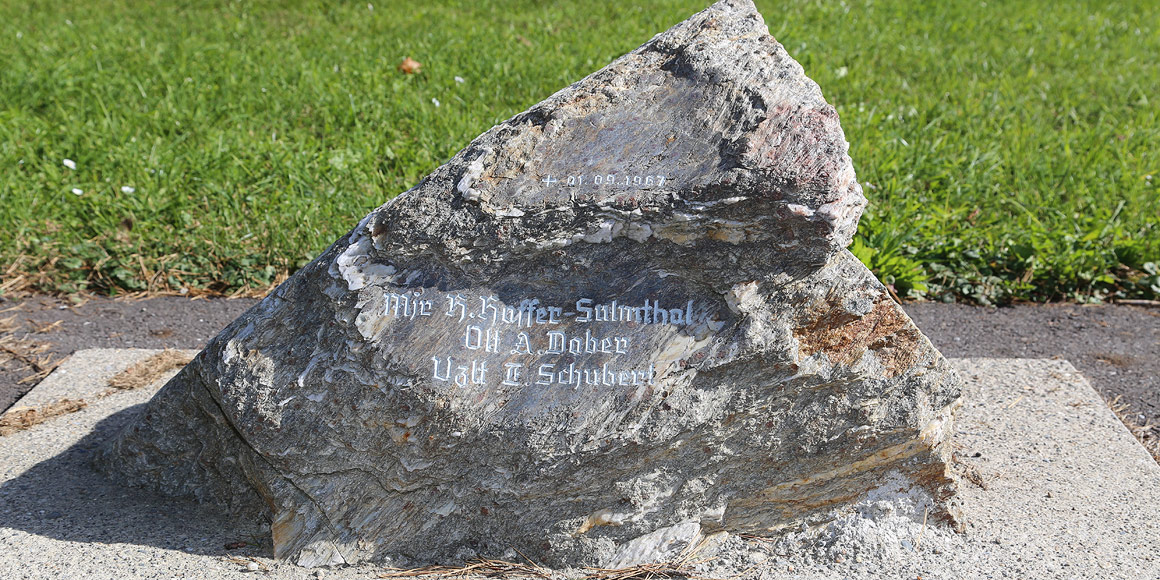 + 01.09.1967
Mjr K. Hoffer-Sulmthal
Olt A. Dober
Vzlt E. Schubert